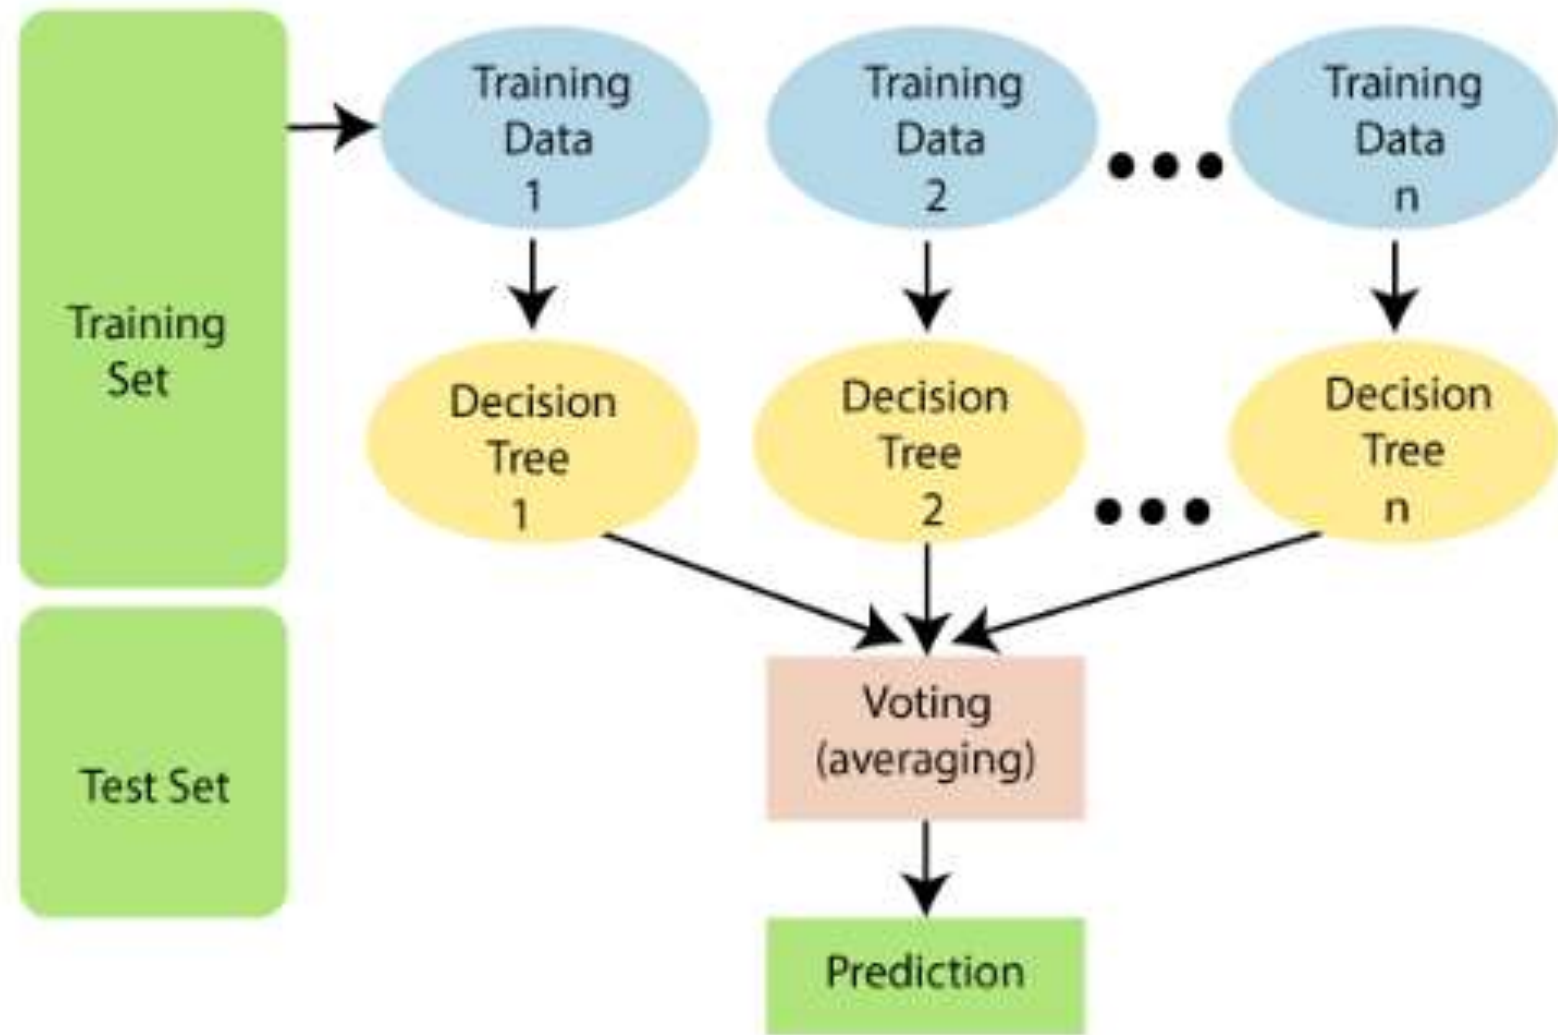 Training
Set
Training
Data
1
Training
Data
2
Training
Data
n
Decision
Tree
1
Decision
Tree
2
Decision
Tree
n
Test Set
Voting
(averaging)
Prediction